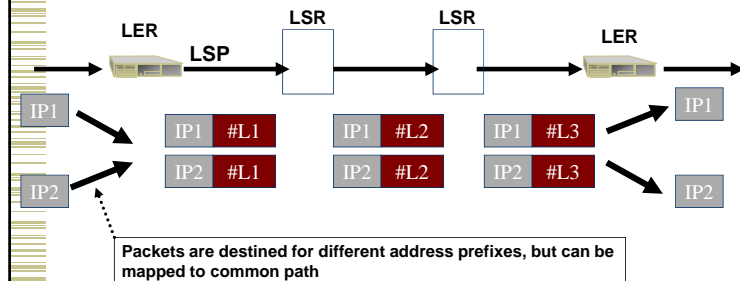 LSR LSR
LER LER
LSP
IP1 IP1 #L1 IP1 #L2 IP1 #L3 IP1
IP2 IP2 #L1 IP2 #L2 IP2 #L3 IP2
Packets are destined for different address prefixes, but can be
mapped to common path